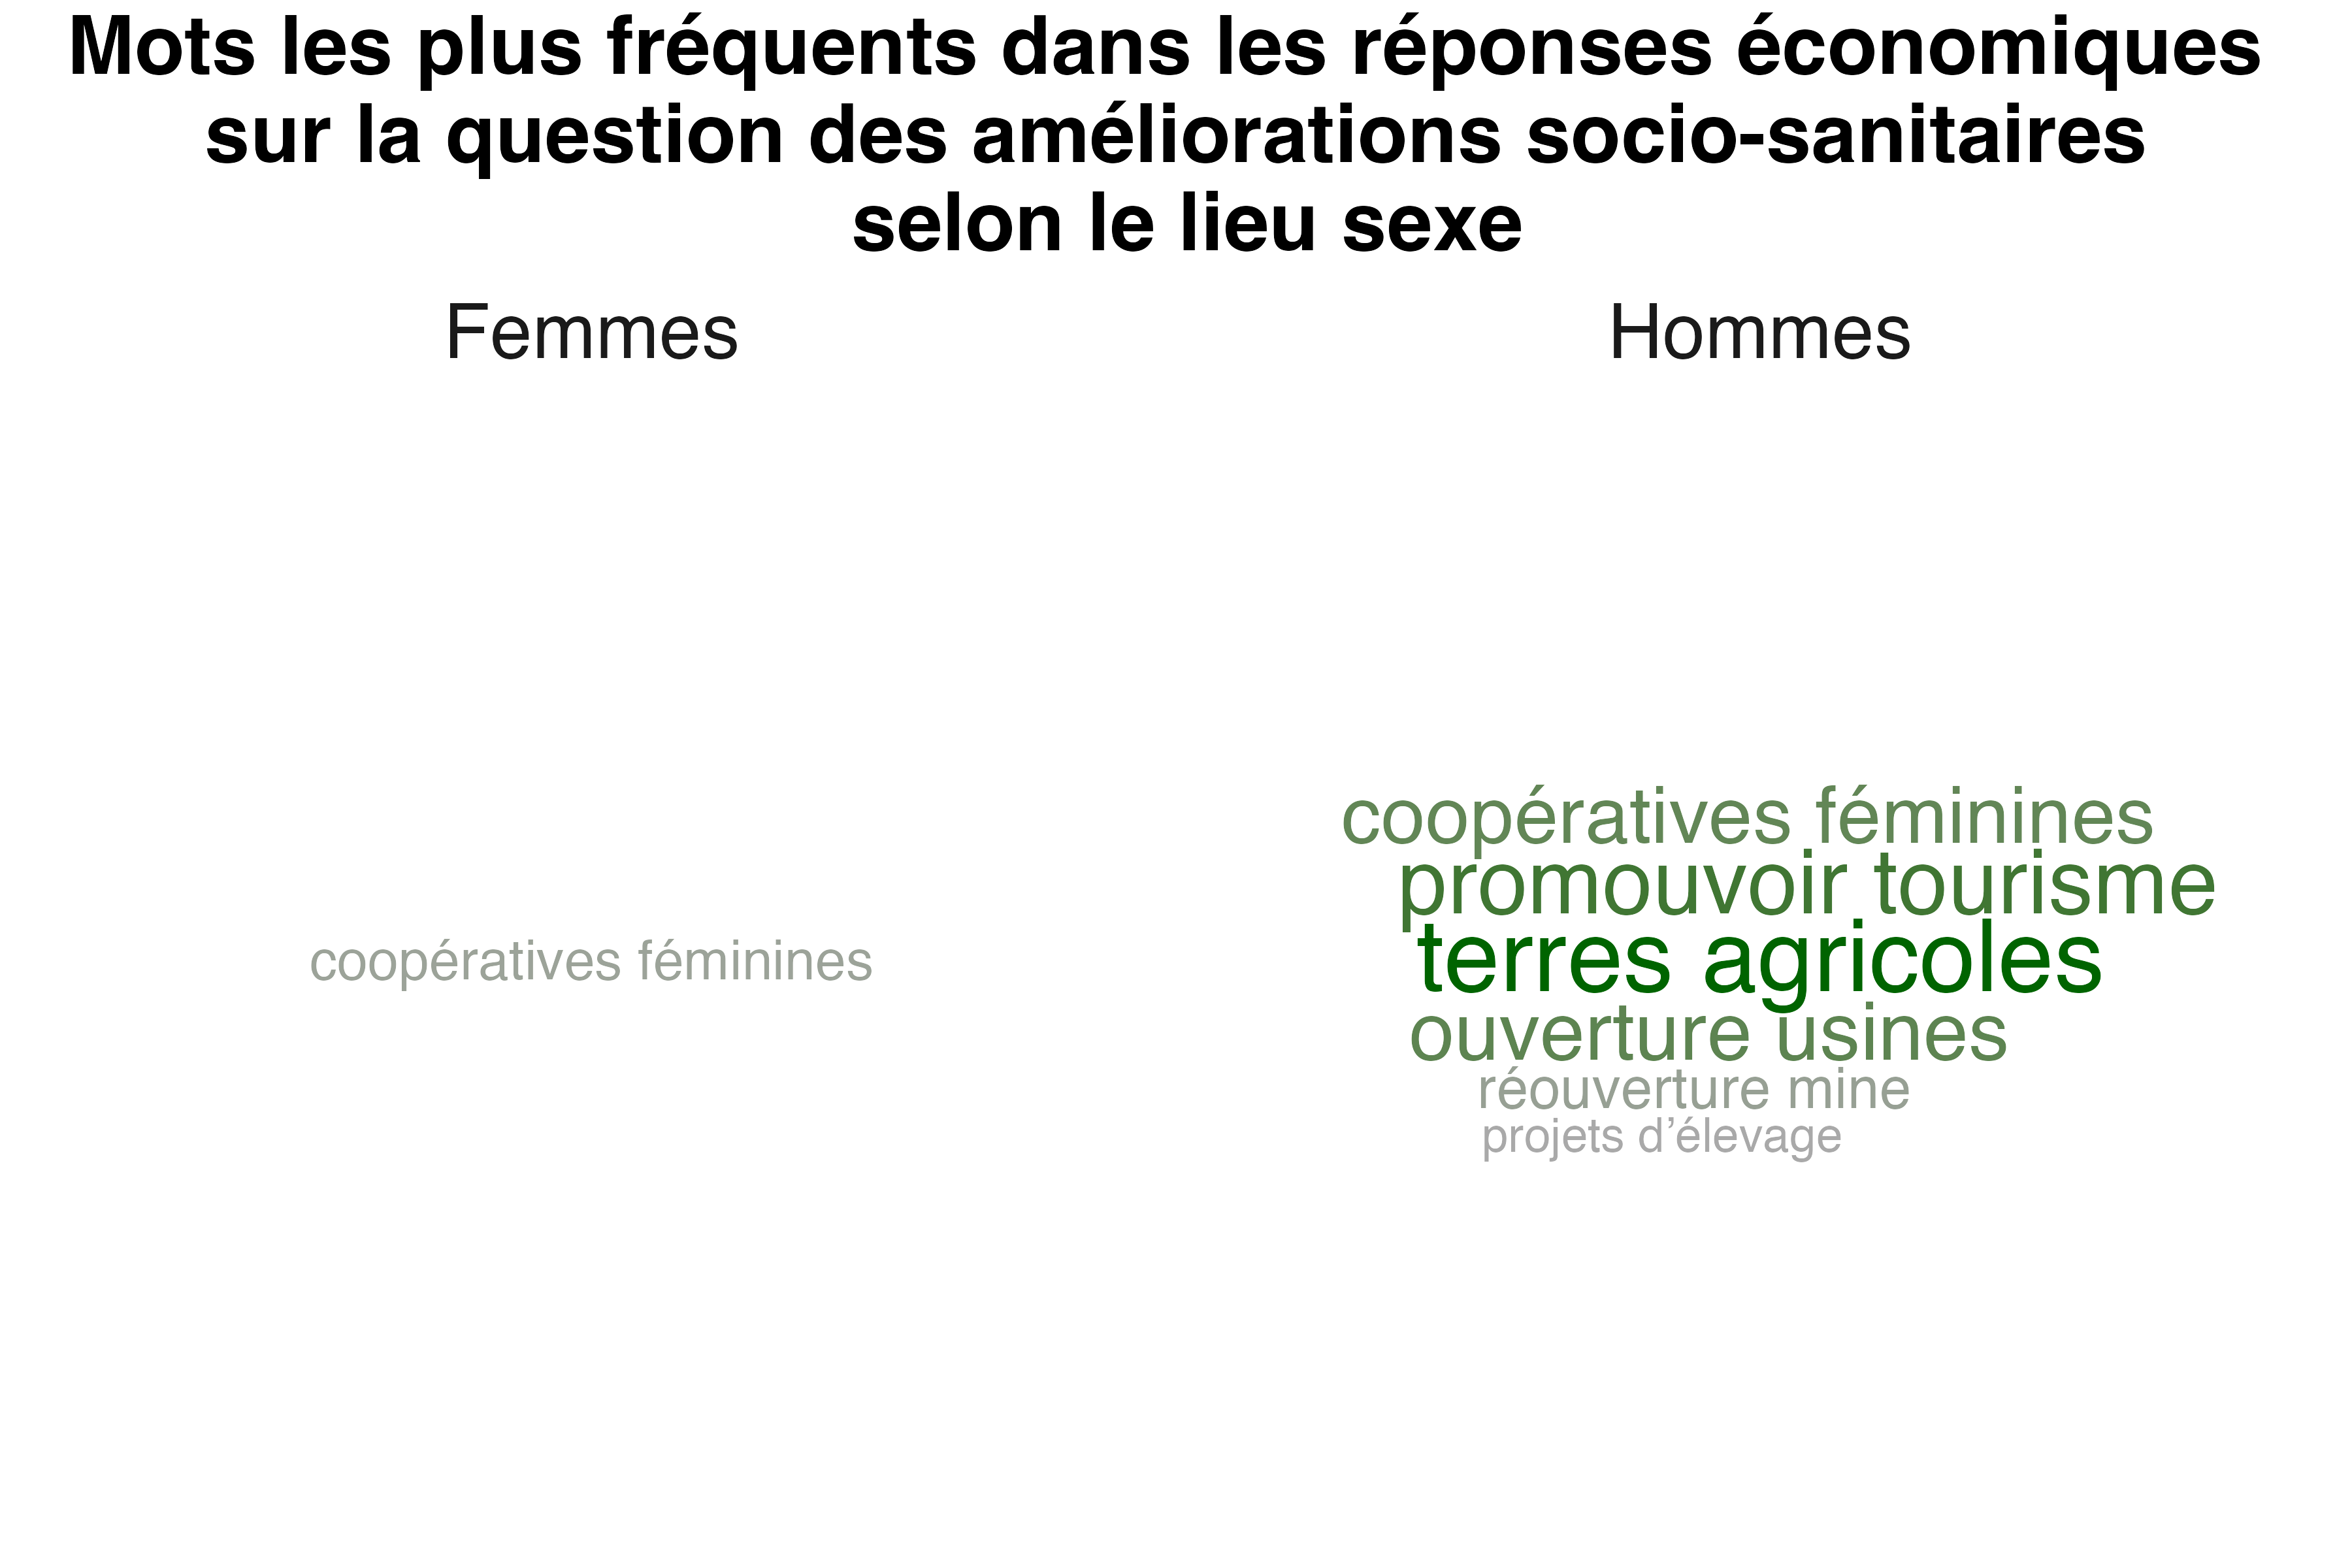 Mots les plus fréquents dans les réponses économiques
sur la question des améliorations socio-sanitaires
selon le lieu sexe
Femmes
Hommes
coopératives féminines
coopératives féminines
promouvoir tourisme
terres agricoles
ouverture usines
réouverture mine
projets d’élevage